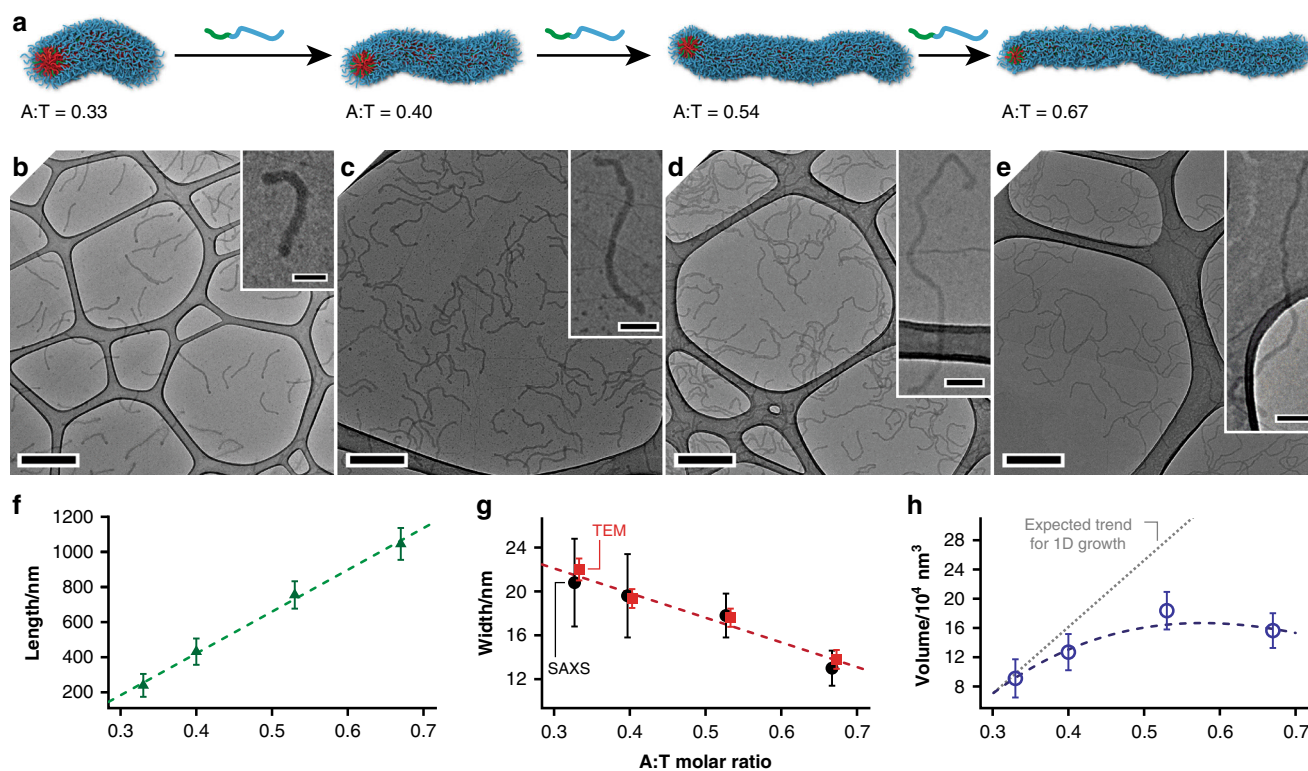 a
A:T = 0.33
A:T = 0.40
A:T = 0.54
A:T = 0.67
b
c
d
e
f
1200
1000
800
600
400
200
Length/nm
0.3 0.4 0.5 0.6 0.7
g
TEM
SAXS
24
20
16
12
Width/nm
0.3 0.4 0.5 0.6 0.7
A:T molar ratio
h
Expected trend
for 1D growth
28
24
20
16
12
8
Volume/10⁴ nm³
0.3 0.4 0.5 0.6 0.7